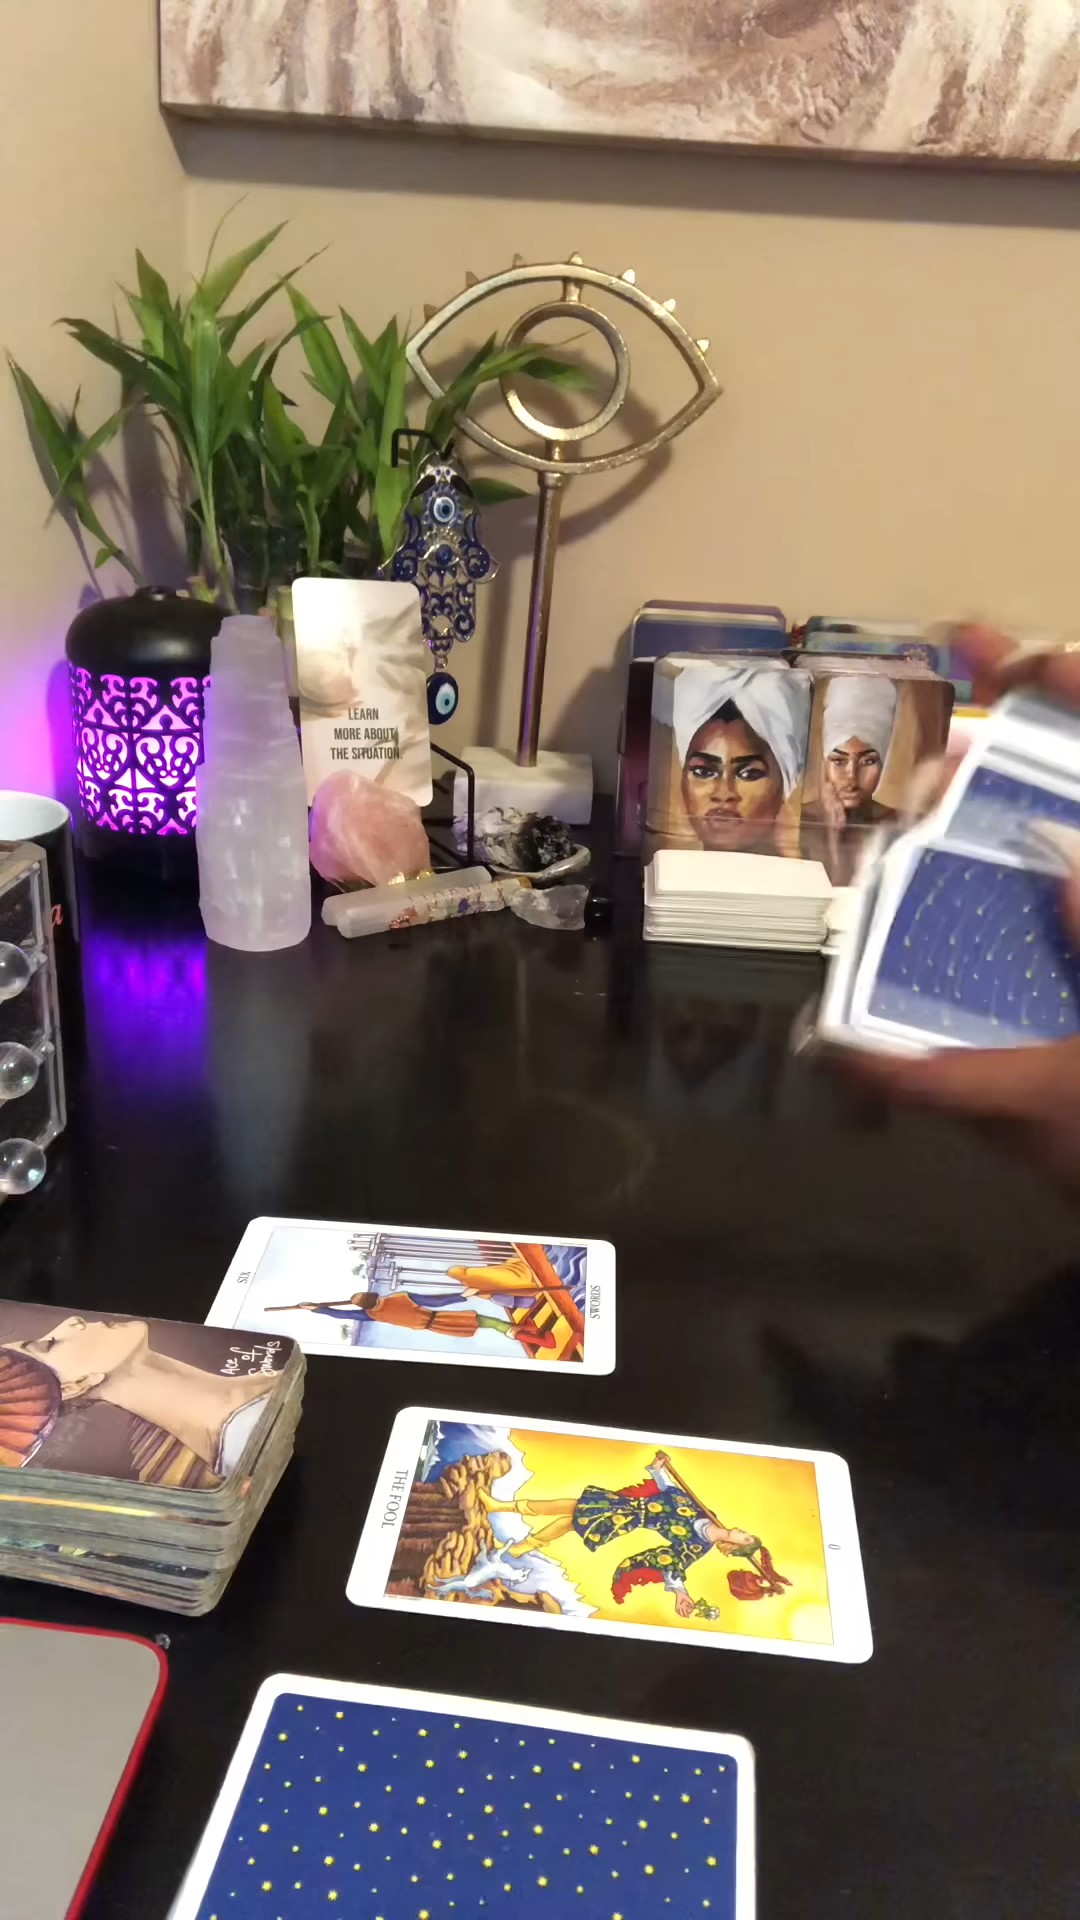 LEARN
MORE ABOUT
THE SITUATION.
a
SIX
SWORDS
Ace of
Swords
THE FOOL
0